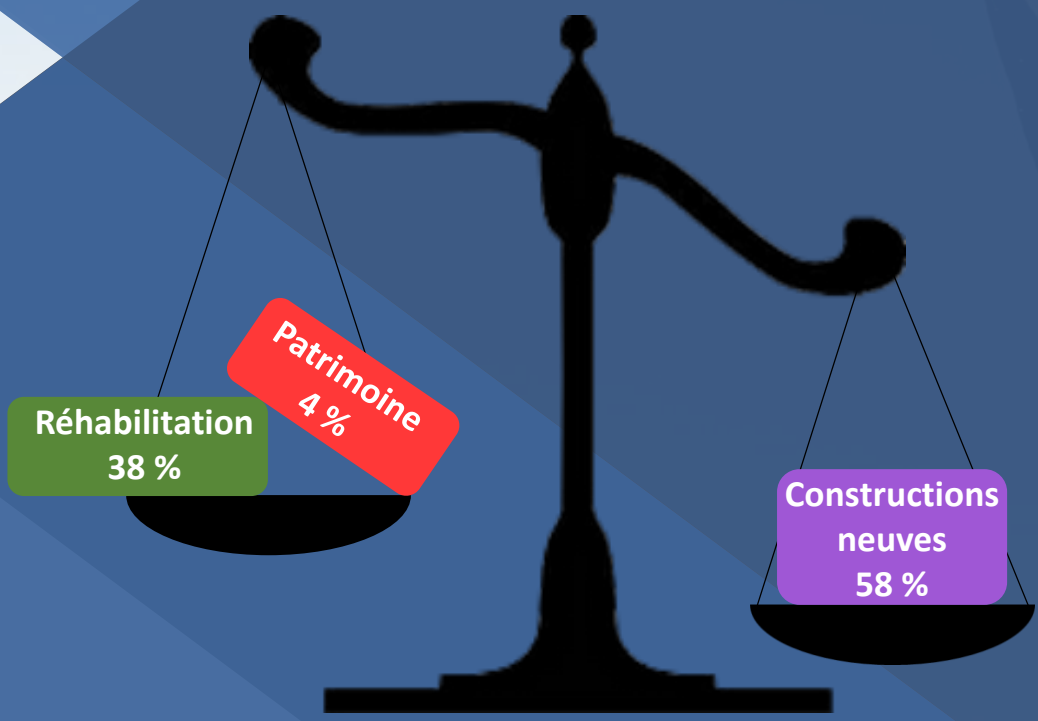 Patrimoine
4 %
Réhabilitation
38 %
Constructions
neuves
58 %